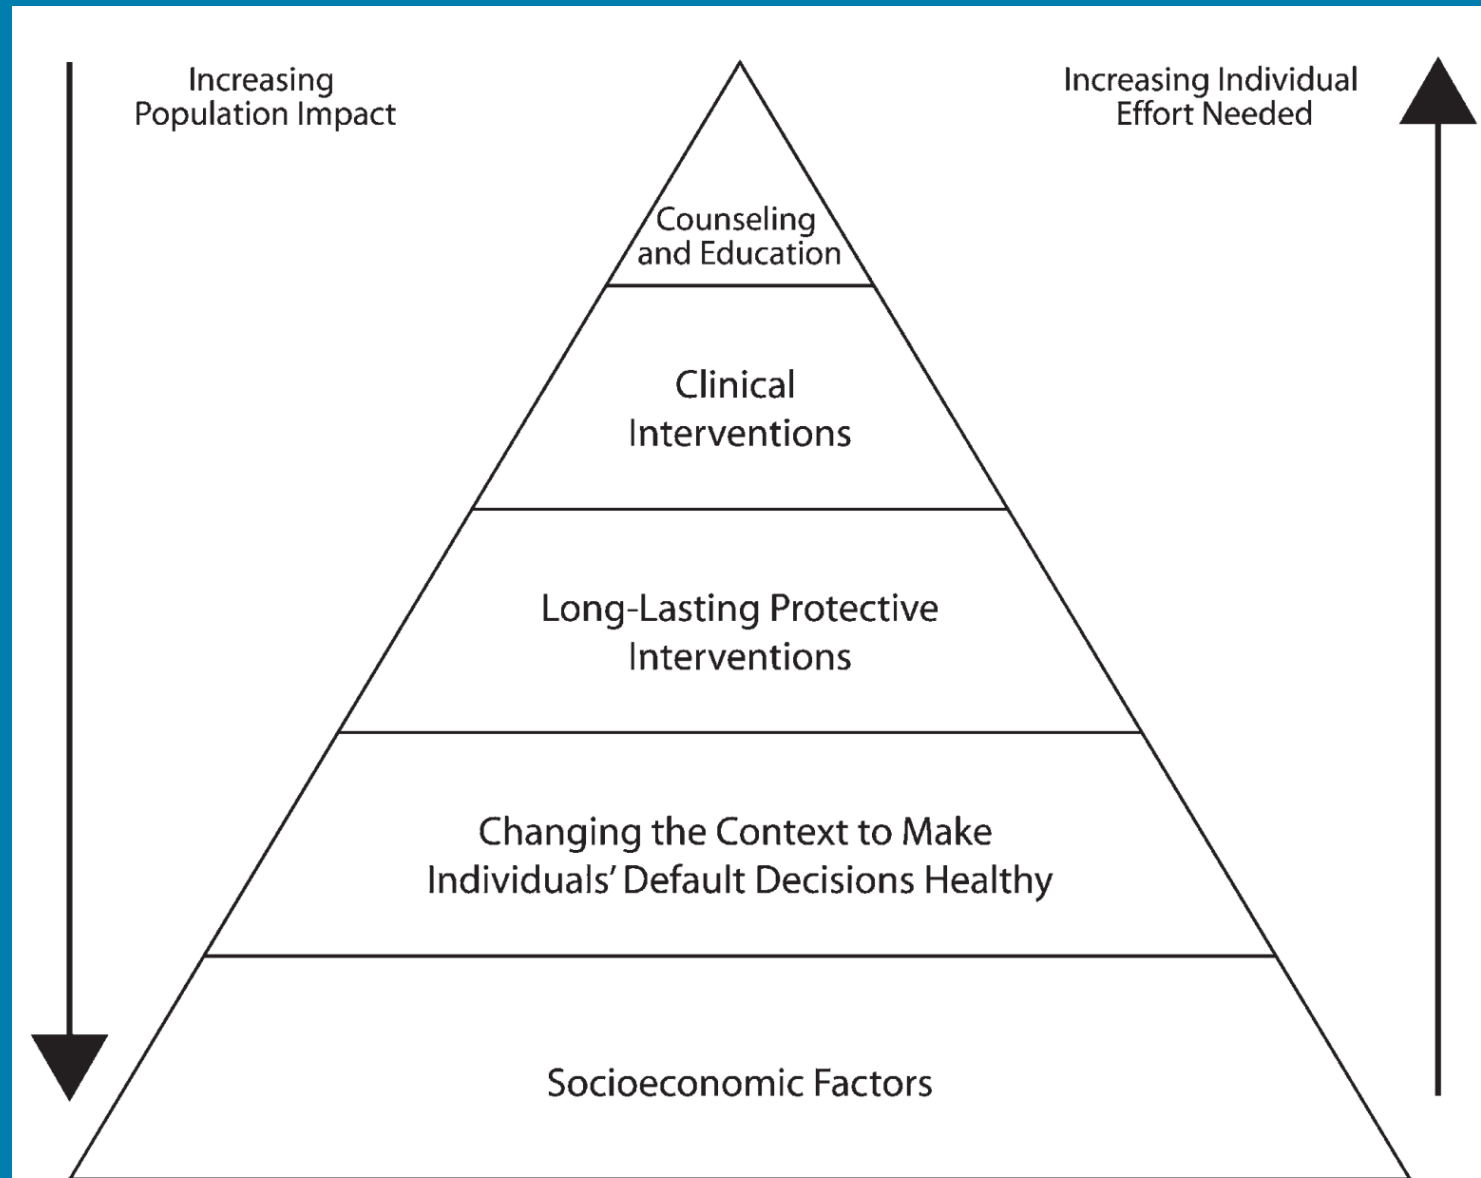 Increasing
Population Impact
Increasing Individual
Effort Needed
Counseling
and Education
Clinical
Interventions
Long-Lasting Protective
Interventions
Changing the Context to Make
Individuals’ Default Decisions Healthy
Socioeconomic Factors